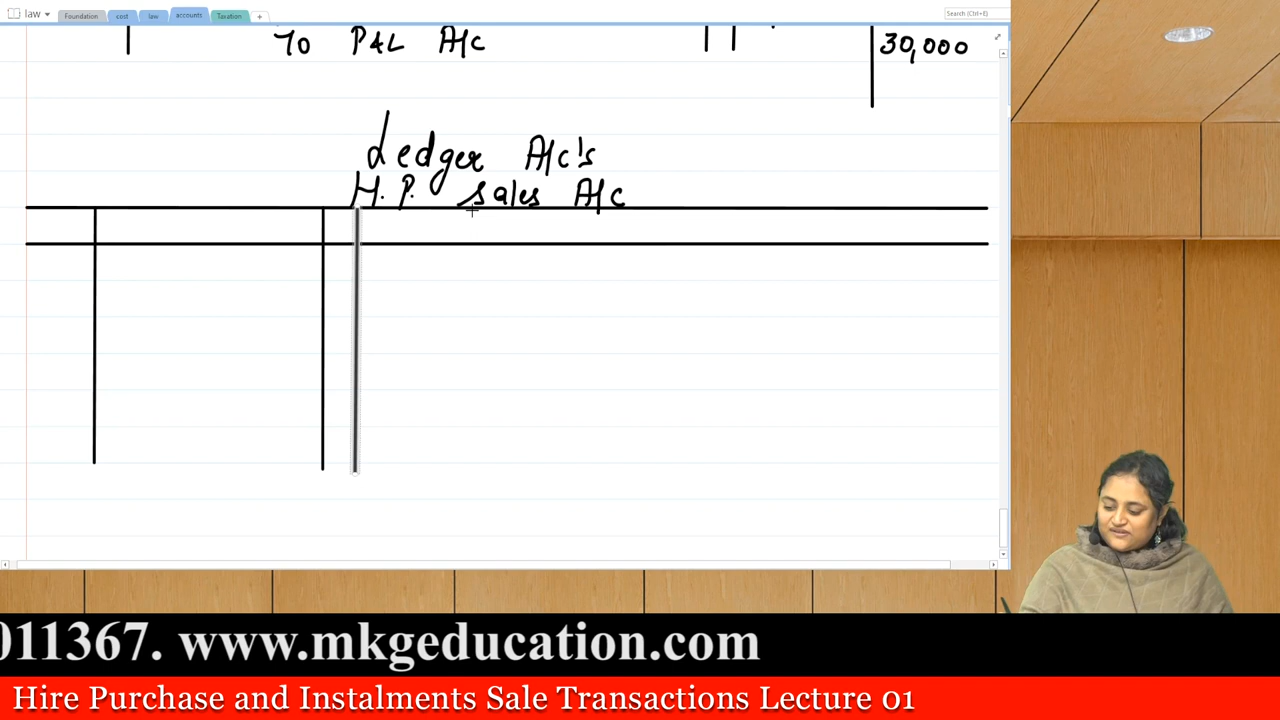 law
Foundation cost law accounts Taxation +
Search (Ctrl+E)
To P&L A/c 30,000
Ledger A/c's
H.P. Sales A/c
011367. www.mkgeducation.com
Hire Purchase and Instalments Sale Transactions Lecture 01